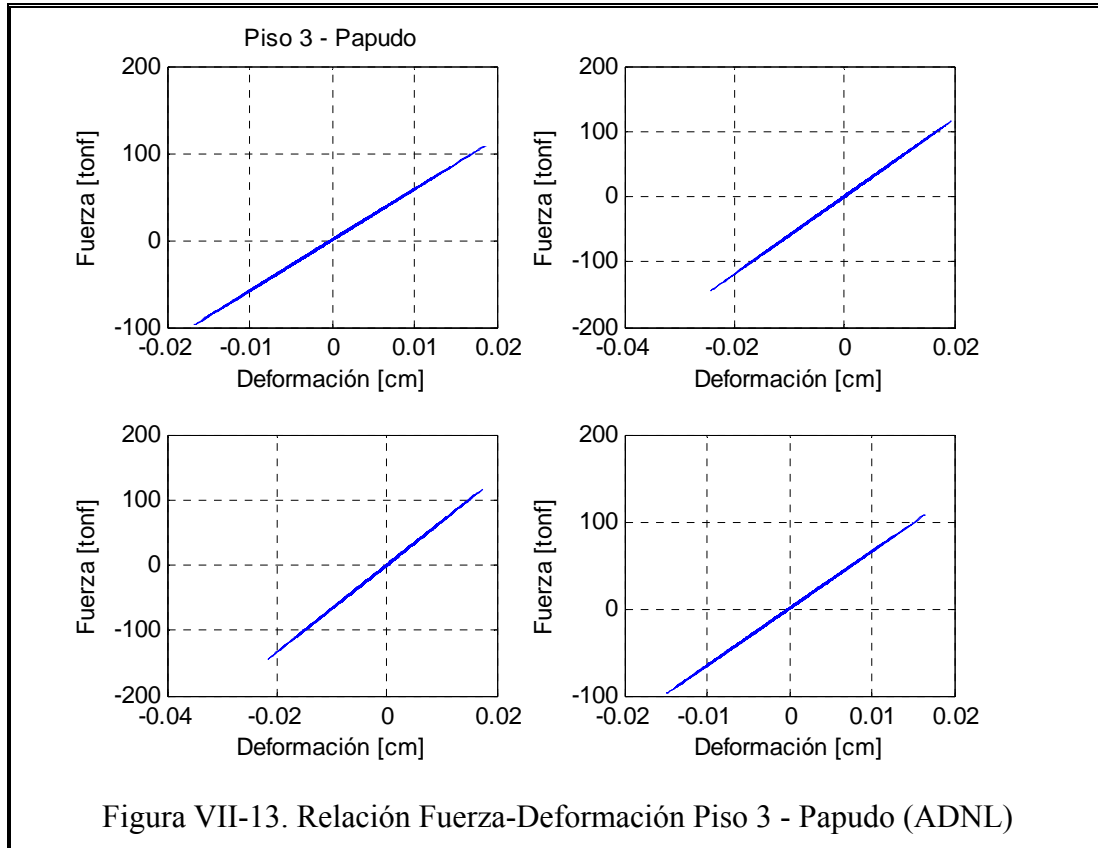 Piso 3 - Papudo
200
100
0
-100
Fuerza [tonf]
-0.02 -0.01 0 0.01 0.02
Deformación [cm]
200
100
0
-100
-200
Fuerza [tonf]
-0.04 -0.02 0 0.02
Deformación [cm]
200
100
0
-100
-200
Fuerza [tonf]
-0.04 -0.02 0 0.02
Deformación [cm]
200
100
0
-100
Fuerza [tonf]
-0.02 -0.01 0 0.01 0.02
Deformación [cm]
Figura VII-13. Relación Fuerza-Deformación Piso 3 - Papudo (ADNL)